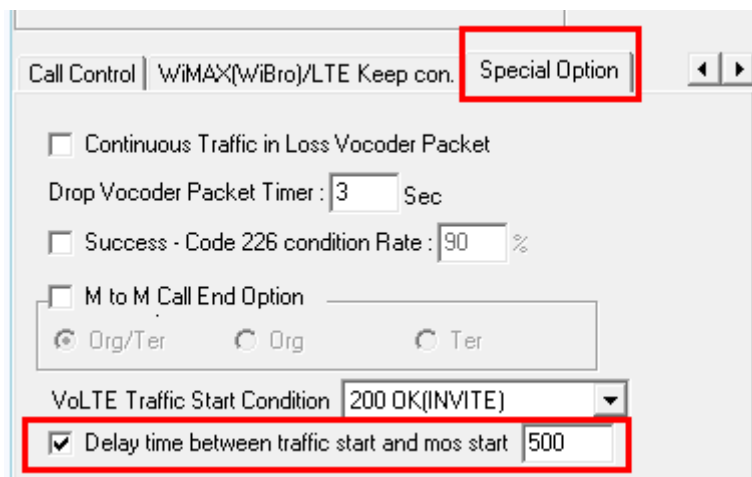 Call Control WiMAX(WiBro)/LTE Keep con. Special Option
Continuous Traffic in Loss Vocoder Packet
Drop Vocoder Packet Timer : 3 Sec
Success - Code 226 condition Rate : 90 %
M to M Call End Option
Org/Ter Org Ter
VoLTE Traffic Start Condition 200 OK(INVITE)
Delay time between traffic start and mos start 500